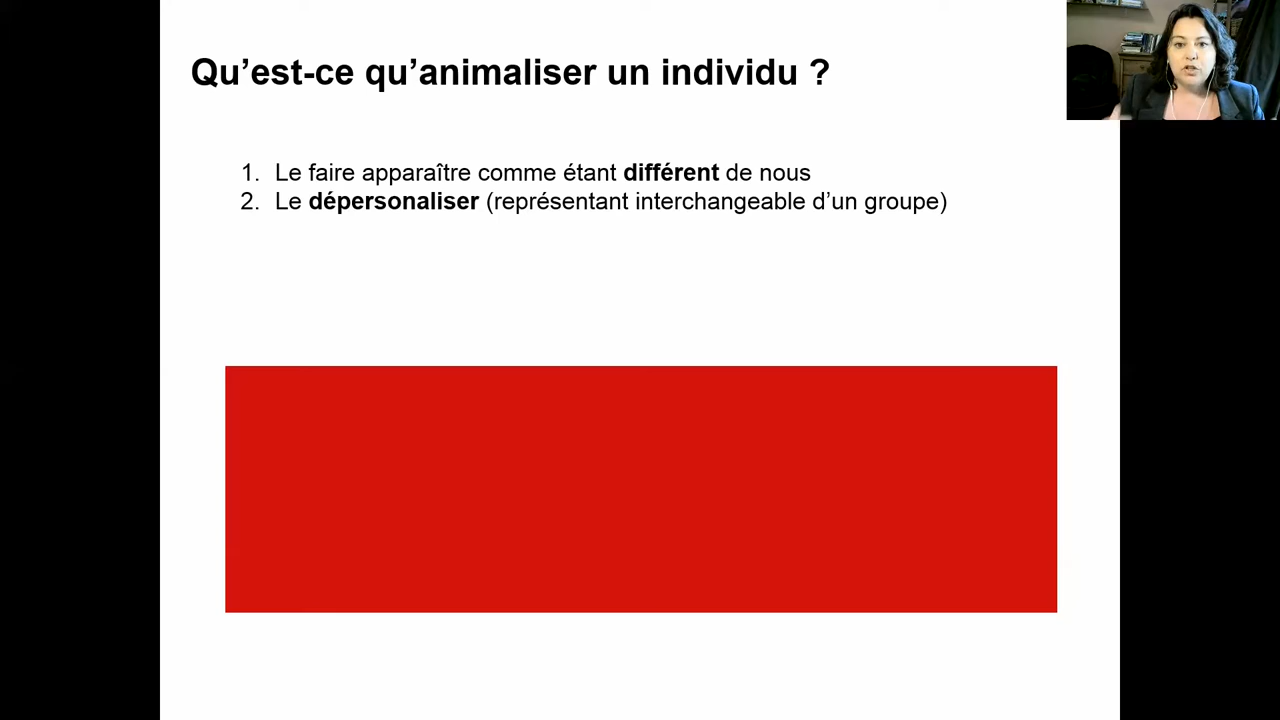 Qu’est-ce qu’animaliser un individu ?
1. Le faire apparaître comme étant différent de nous
2. Le dépersonaliser (représentant interchangeable d’un groupe)